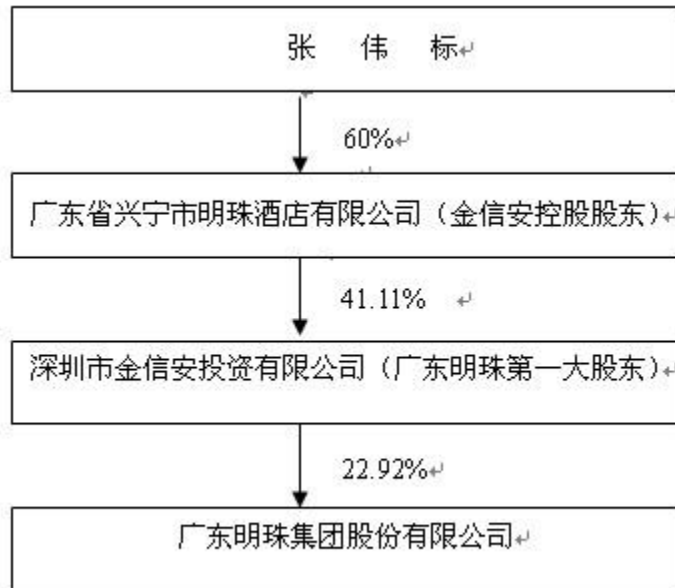 张 伟 标
60%
广东省兴宁市明珠酒店有限公司（金信安控股股东）
41.11%
深圳市金信安投资有限公司（广东明珠第一大股东）
22.92%
广东明珠集团股份有限公司